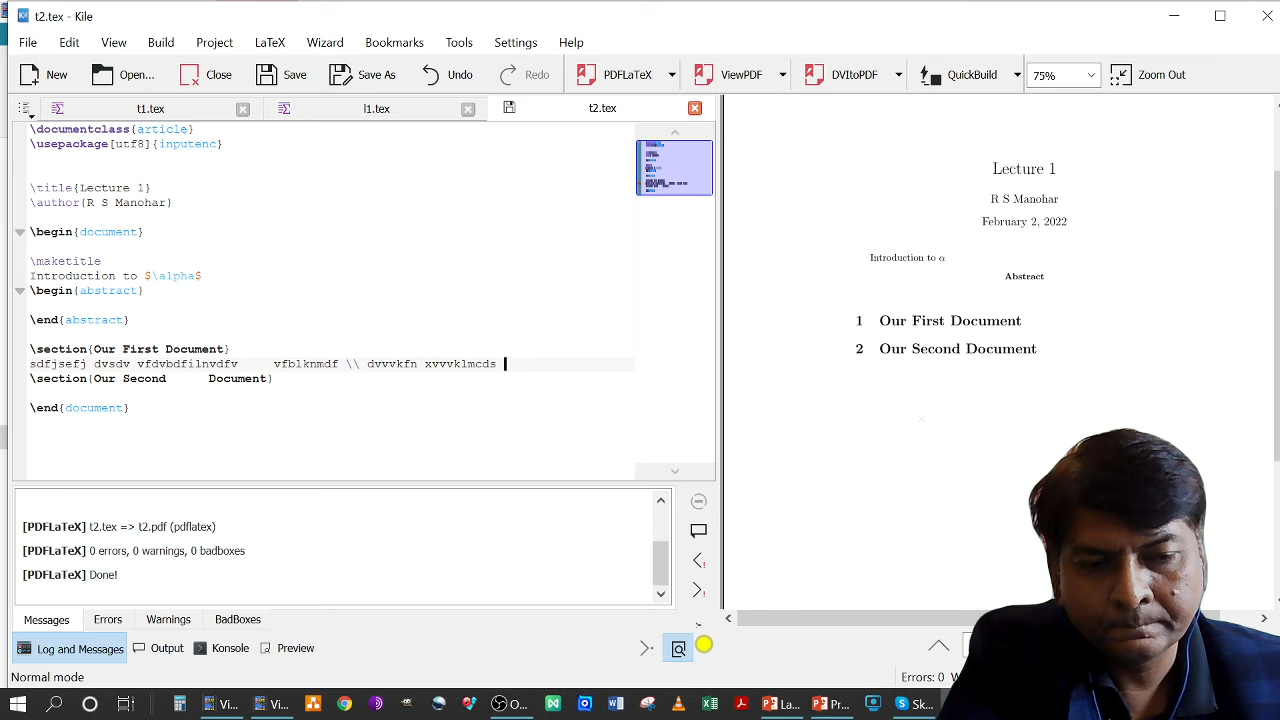 t2.tex - Kile
File Edit View Build Project LaTeX Wizard Bookmarks Tools Settings Help
New Open... Close Save Save As Undo Redo PDFLaTeX ViewPDF DVItoPDF QuickBuild 75% Zoom Out
t1.tex l1.tex t2.tex
\documentclass{article}
\usepackage[utf8]{inputenc}
\title{Lecture 1}
\author{R S Manohar}
\begin{document}
\maketitle
Introduction to $\alpha$
\begin{abstract}
\end{abstract}
\section{Our First Document}
sdfjsefj dvsdv vfdvbdfilnvdfv vfblknmdf \\ dvvvkfn xvvvklmcds
\section{Our Second Document}
\end{document}
Lecture 1
R S Manohar
February 2, 2022
Introduction to α
Abstract
1 Our First Document
2 Our Second Document
[PDFLaTeX] t2.tex => t2.pdf (pdflatex)
[PDFLaTeX] 0 errors, 0 warnings, 0 badboxes
[PDFLaTeX] Done!
Messages Errors Warnings BadBoxes
Log and Messages Output Konsole Preview
Normal mode
Errors: 0
Vi... Vi... O... La... Pr... Sk...